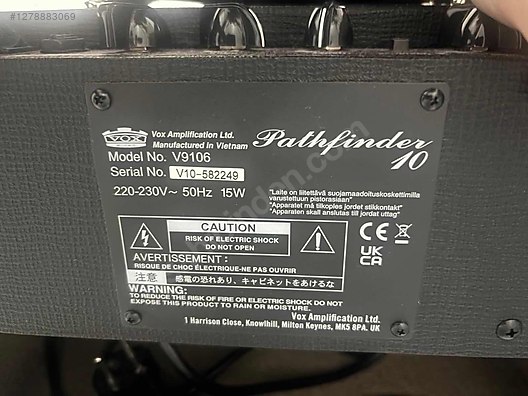 #1278883069
VOX
Vox Amplification Ltd.
Manufactured in Vietnam
Pathfinder
10
Model No. V9106
Serial No. V10-582249
220-230V~ 50Hz 15W
"Laite on liitettävä suojamaadoituskoskettimilla
varustettuun pistorasiaan"
"Apparatet må tilkoples jordet stikkontakt"
"Apparaten skall anslutas till jordat uttag"
CAUTION
RISK OF ELECTRIC SHOCK
DO NOT OPEN
CE
UK
CA
AVERTISSEMENT:
RISQUE DE CHOC ÉLECTRIQUE-NE PAS OUVRIR
注意 感電の恐れあり、キャビネットをあけるな
WARNING:
TO REDUCE THE RISK OF FIRE OR ELECTRIC SHOCK DO NOT
EXPOSE THIS PRODUCT TO RAIN OR MOISTURE.
Vox Amplification Ltd.
1 Harrison Close, Knowlhill, Milton Keynes, MK5 8PA. UK